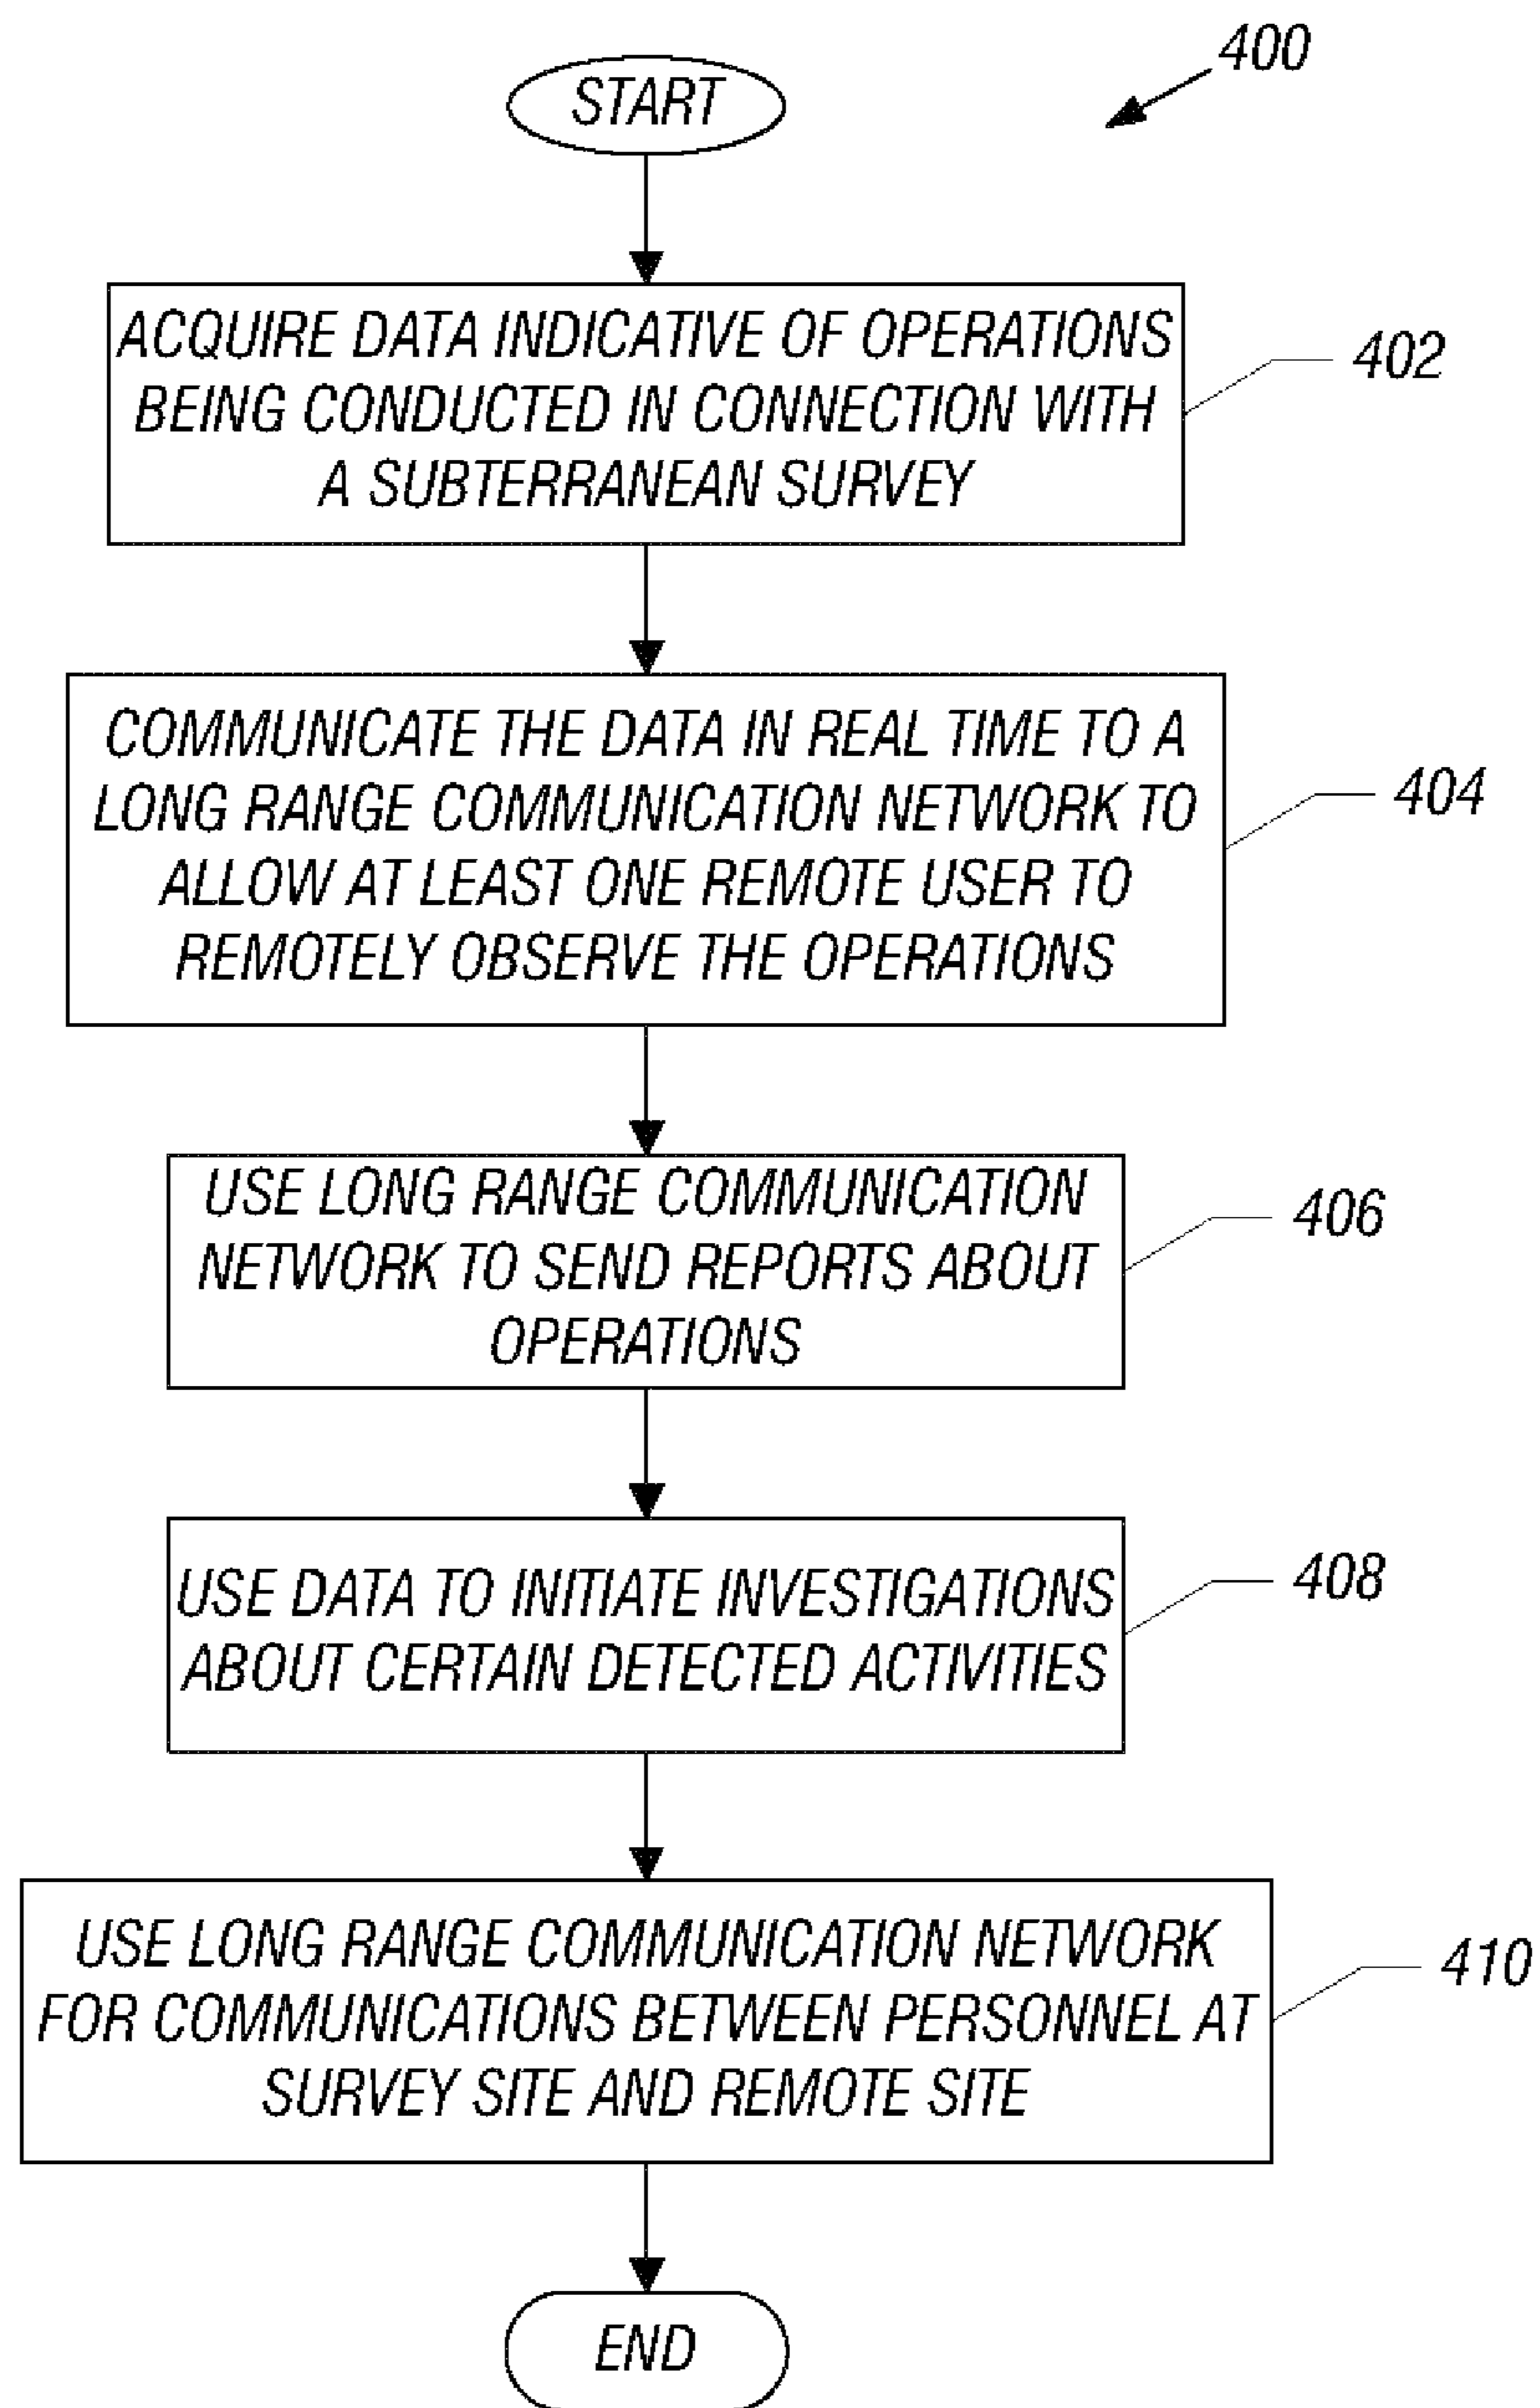 400
START
ACQUIRE DATA INDICATIVE OF OPERATIONS
BEING CONDUCTED IN CONNECTION WITH
A SUBTERRANEAN SURVEY
402
COMMUNICATE THE DATA IN REAL TIME TO A
LONG RANGE COMMUNICATION NETWORK TO
ALLOW AT LEAST ONE REMOTE USER TO
REMOTELY OBSERVE THE OPERATIONS
404
USE LONG RANGE COMMUNICATION
NETWORK TO SEND REPORTS ABOUT
OPERATIONS
406
USE DATA TO INITIATE INVESTIGATIONS
ABOUT CERTAIN DETECTED ACTIVITIES
408
USE LONG RANGE COMMUNICATION NETWORK
FOR COMMUNICATIONS BETWEEN PERSONNEL AT
SURVEY SITE AND REMOTE SITE
410
END